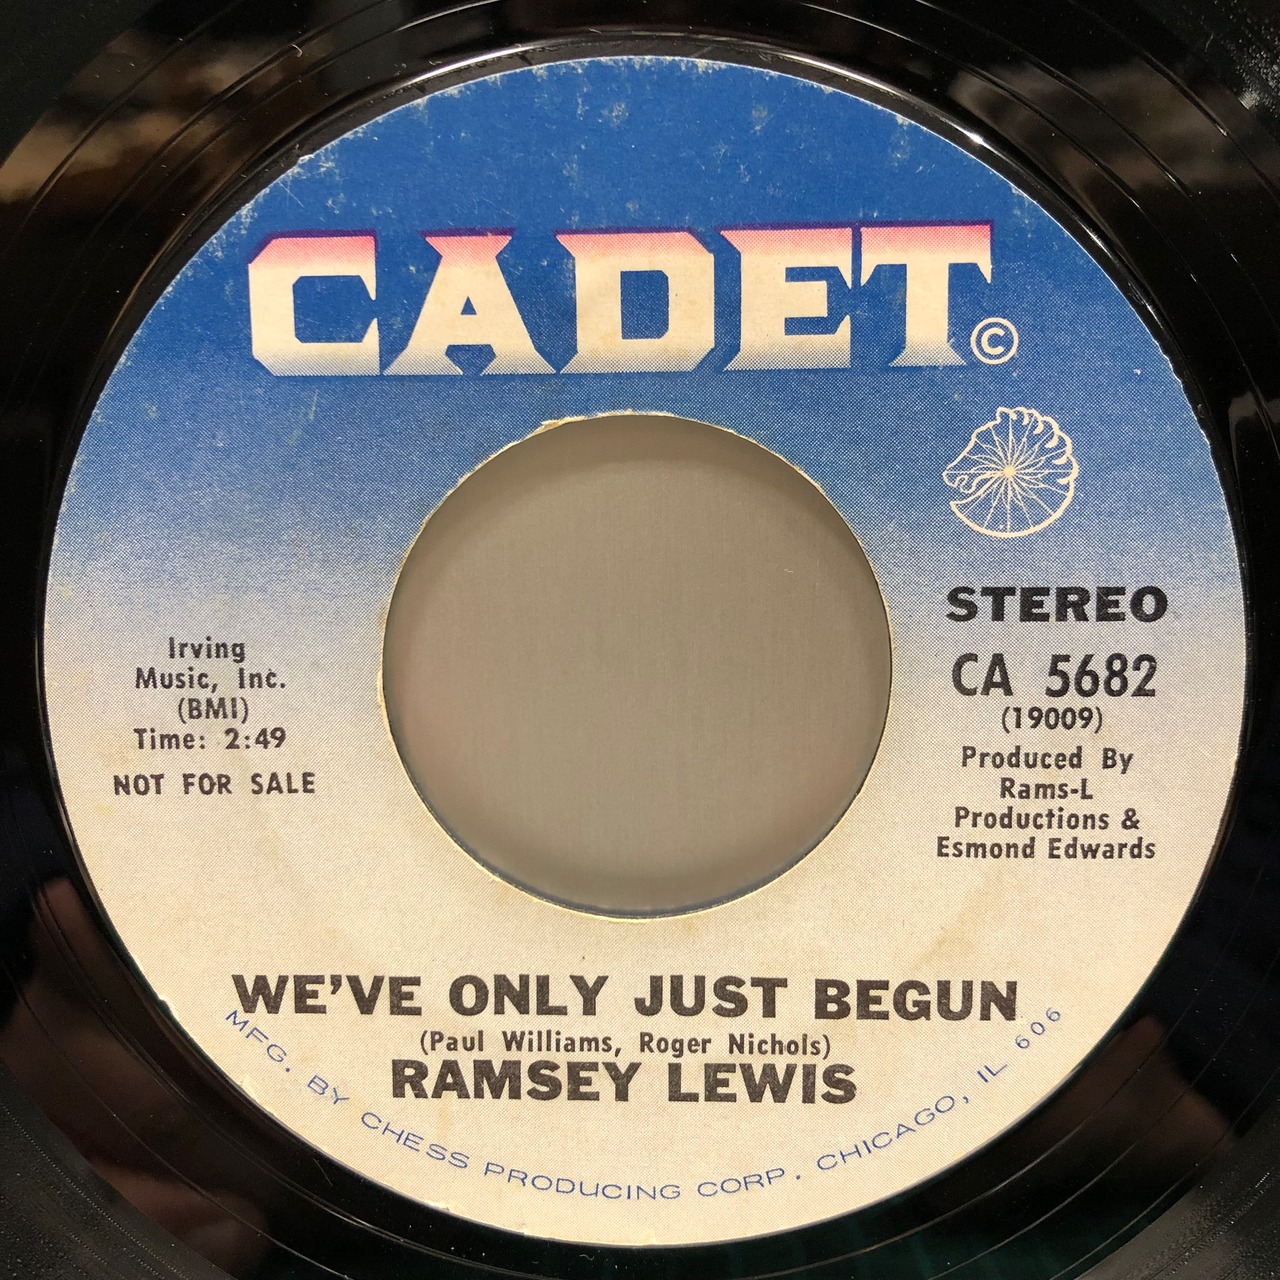 CADET ©
STEREO
CA 5682
(19009)
Produced By
Rams-L
Productions &
Esmond Edwards
Irving
Music, Inc.
(BMI)
Time: 2:49
NOT FOR SALE
WE'VE ONLY JUST BEGUN
(Paul Williams, Roger Nichols)
RAMSEY LEWIS
MFG. BY CHESS PRODUCING CORP. CHICAGO, IL 606